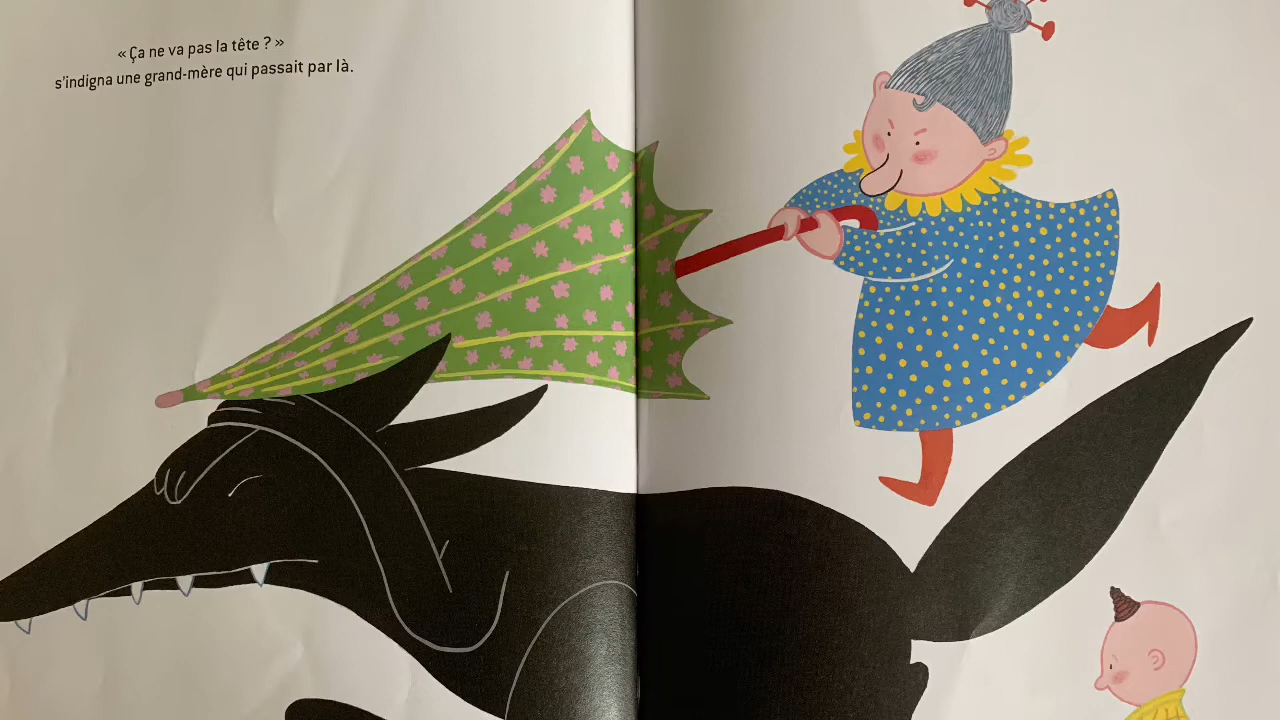 « Ça ne va pas la tête ? »
s'indigna une grand-mère qui passait par là.